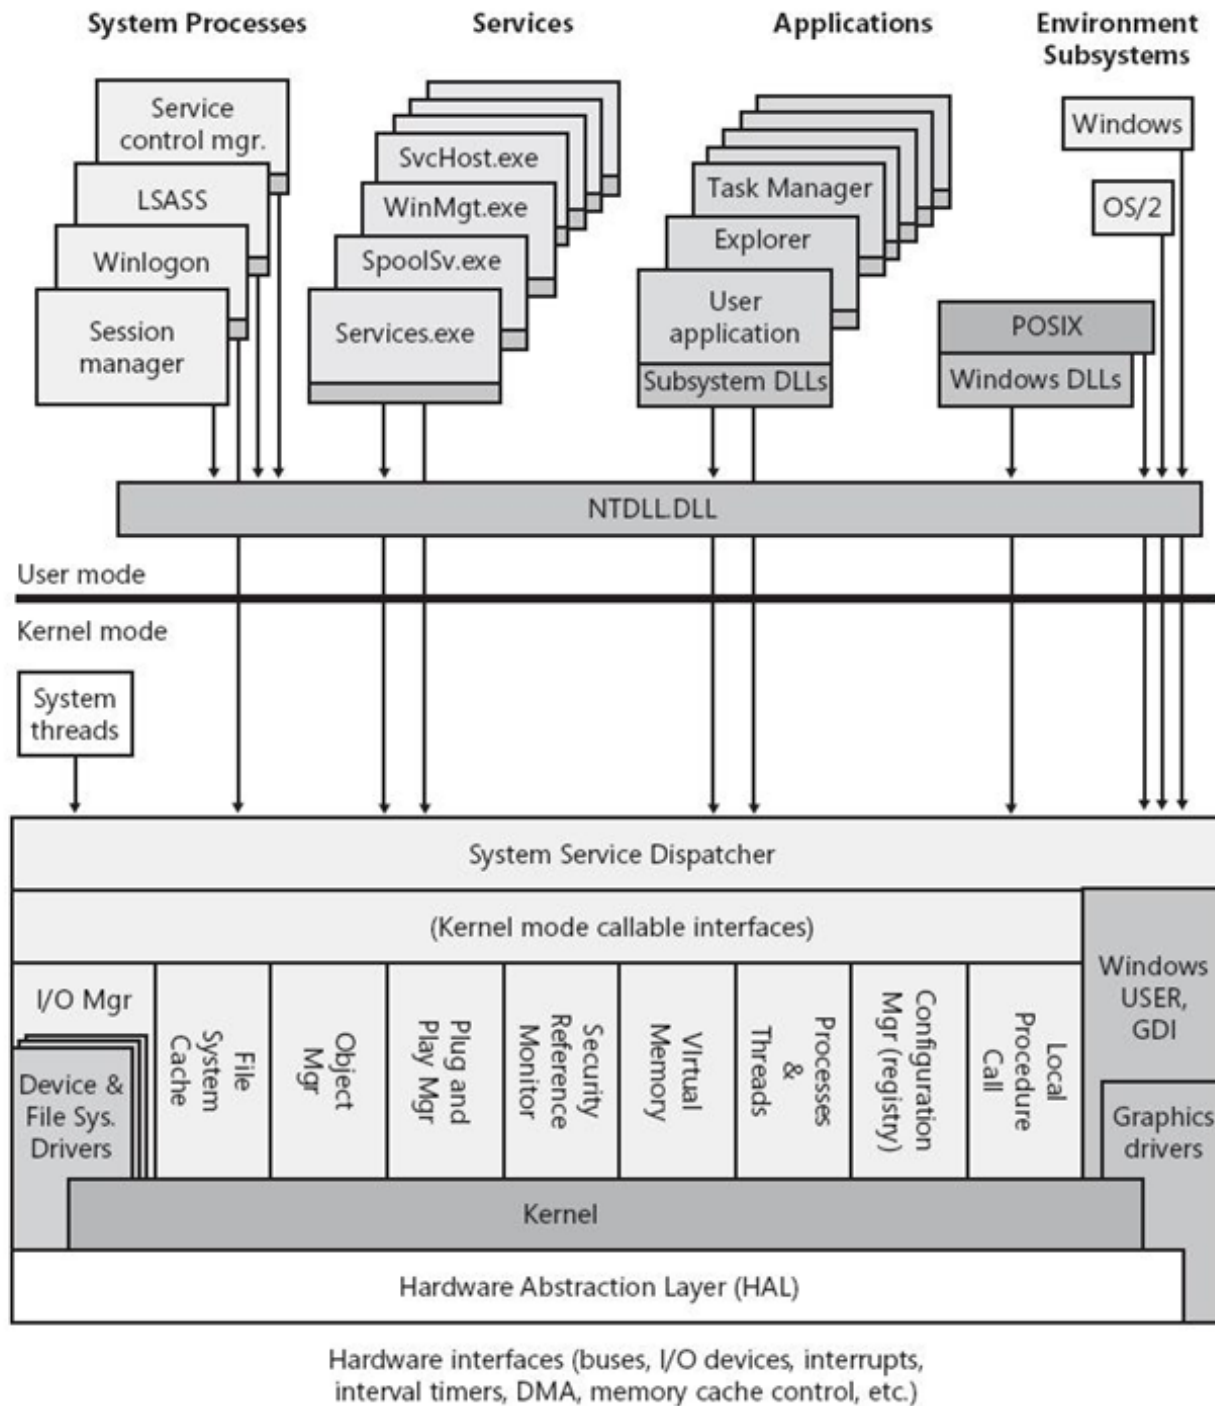 System Processes
Services
Applications
Environment
Subsystems
Service
control mgr.
LSASS
Winlogon
Session
manager
SvcHost.exe
WinMgt.exe
SpoolSv.exe
Services.exe
Task Manager
Explorer
User
application
Subsystem DLLs
Windows
OS/2
POSIX
Windows DLLs
NTDLL.DLL
User mode
Kernel mode
System
threads
System Service Dispatcher
(Kernel mode callable interfaces)
I/O Mgr
Device &
File Sys.
Drivers
File
System
Cache
Object
Mgr
Plug and
Play Mgr
Security
Reference
Monitor
VIrtual
Memory
Processes
&
Threads
Configuration
Mgr (registry)
Local
Procedure
Call
Windows
USER,
GDI
Graphics
drivers
Kernel
Hardware Abstraction Layer (HAL)
Hardware interfaces (buses, I/O devices, interrupts,
interval timers, DMA, memory cache control, etc.)